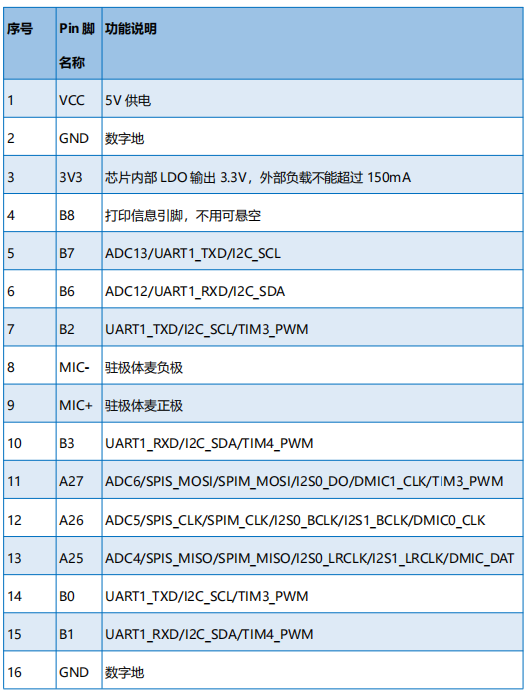 序号 Pin 脚名称 功能说明
1 VCC 5V 供电
2 GND 数字地
3 3V3 芯片内部 LDO 输出 3.3V，外部负载不能超过 150mA
4 B8 打印信息引脚，不用可悬空
5 B7 ADC13/UART1_TXD/I2C_SCL
6 B6 ADC12/UART1_RXD/I2C_SDA
7 B2 UART1_TXD/I2C_SCL/TIM3_PWM
8 MIC- 驻极体麦负极
9 MIC+ 驻极体麦正极
10 B3 UART1_RXD/I2C_SDA/TIM4_PWM
11 A27 ADC6/SPIS_MOSI/SPIM_MOSI/I2S0_DO/DMIC1_CLK/TIM3_PWM
12 A26 ADC5/SPIS_CLK/SPIM_CLK/I2S0_BCLK/I2S1_BCLK/DMIC0_CLK
13 A25 ADC4/SPIS_MISO/SPIM_MISO/I2S0_LRCLK/I2S1_LRCLK/DMIC_DAT
14 B0 UART1_TXD/I2C_SCL/TIM3_PWM
15 B1 UART1_RXD/I2C_SDA/TIM4_PWM
16 GND 数字地